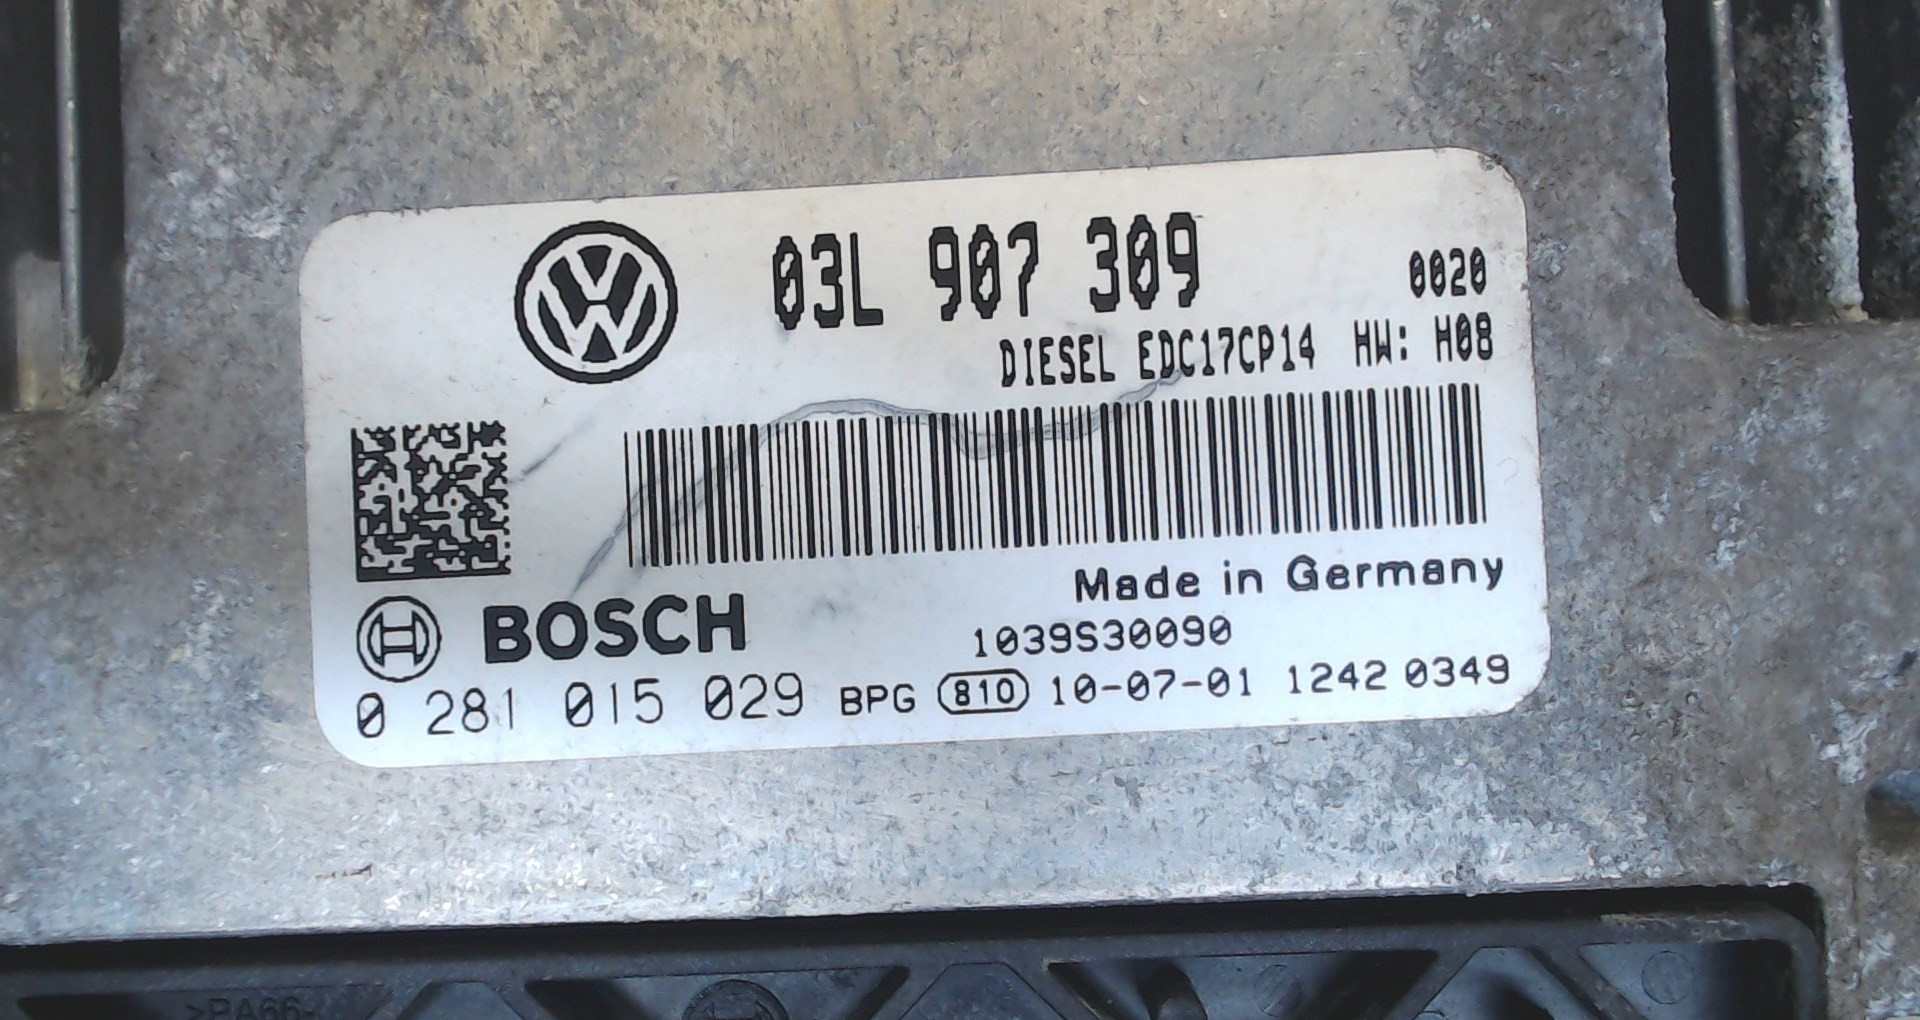 03L 907 309
0020
DIESEL EDC17CP14 HW: H08
Made in Germany
BOSCH
1039S30090
0 281 015 029 BPG 810 10-07-01 1242 0349
>PA66-